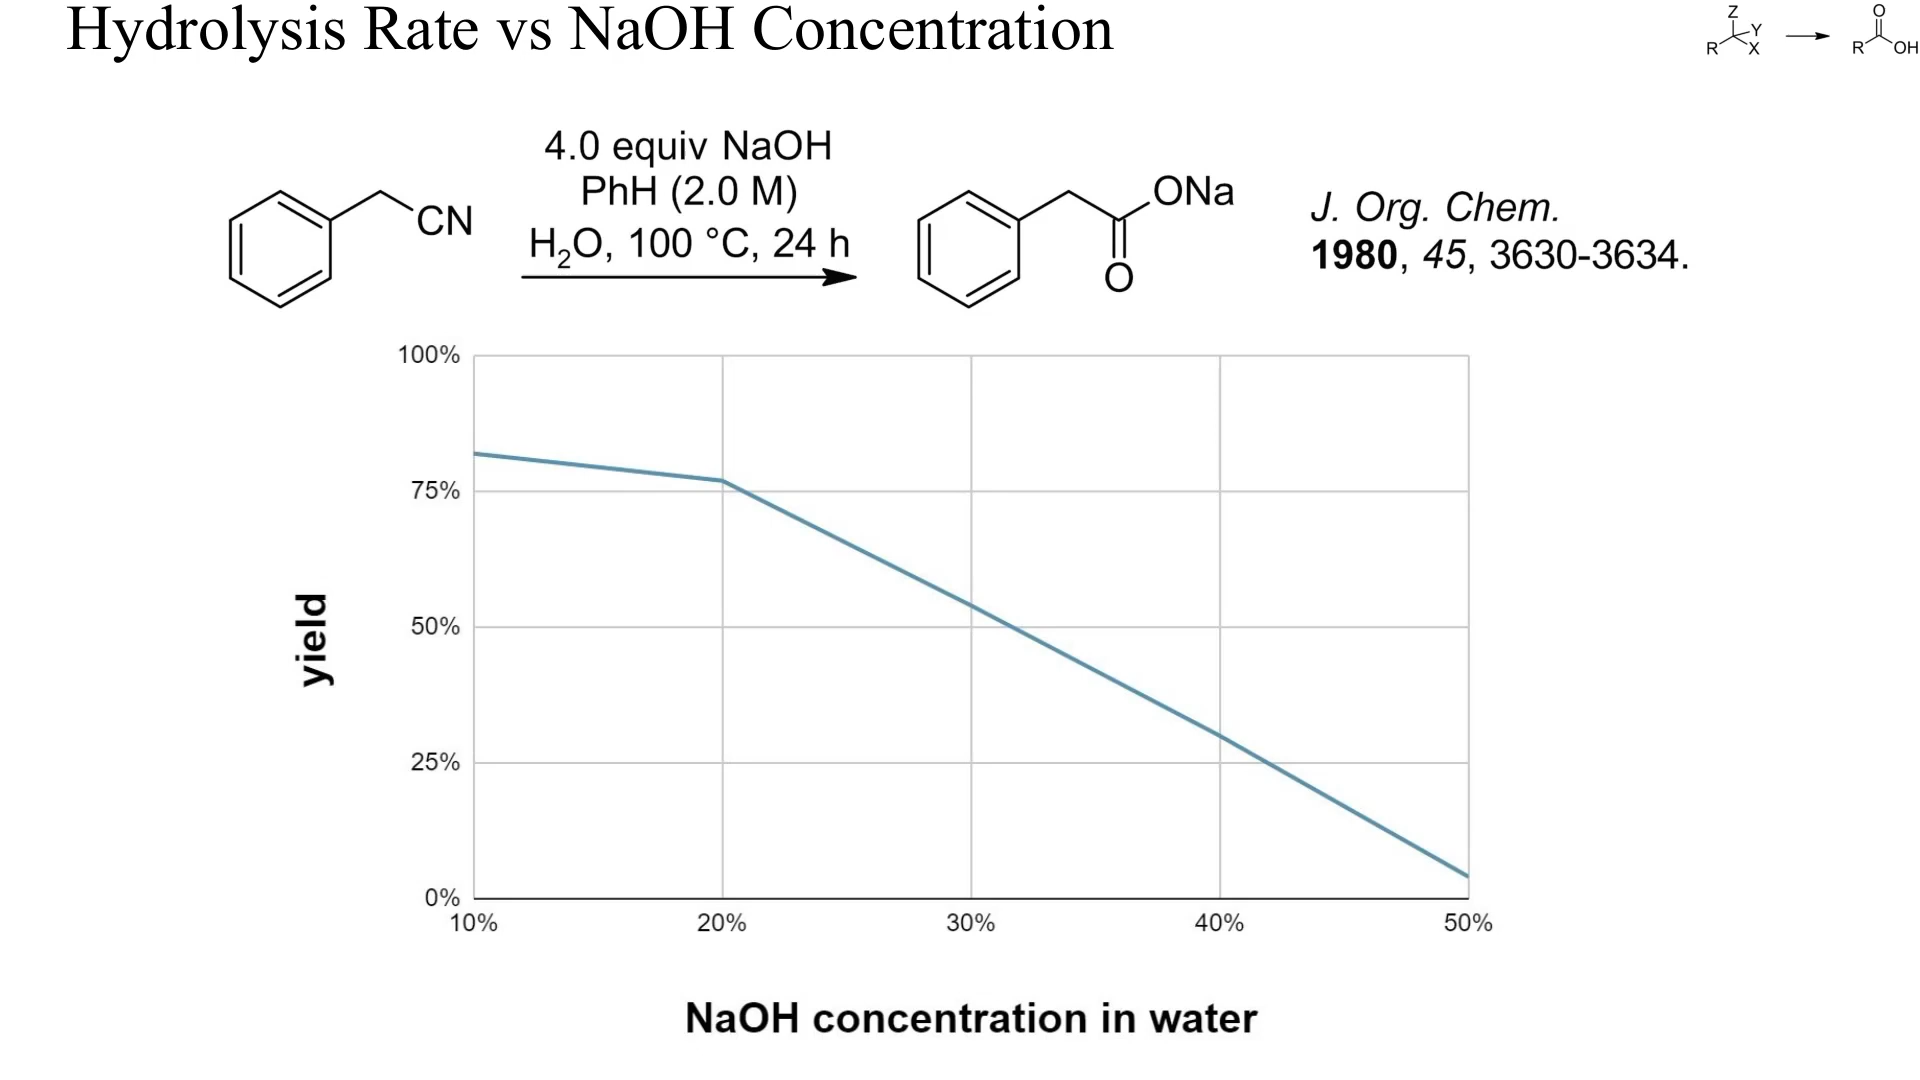 Hydrolysis Rate vs NaOH Concentration
Z
R
Y
X
O
R
OH
4.0 equiv NaOH
PhH (2.0 M)
H₂O, 100 °C, 24 h
CN
ONa
O
J. Org. Chem.
1980, 45, 3630-3634.
100%
75%
50%
25%
0%
yield
10% 20% 30% 40% 50%
NaOH concentration in water